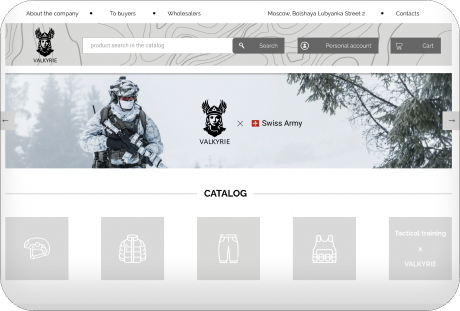 About the company • To buyers • Wholesalers Moscow, Bolshaya Lubyanka Street 2 • Contacts
VALKYRIE
product search in the catalog Search Personal account Cart
VALKYRIE × Swiss Army
CATALOG
Tactical training
x
VALKYRIE